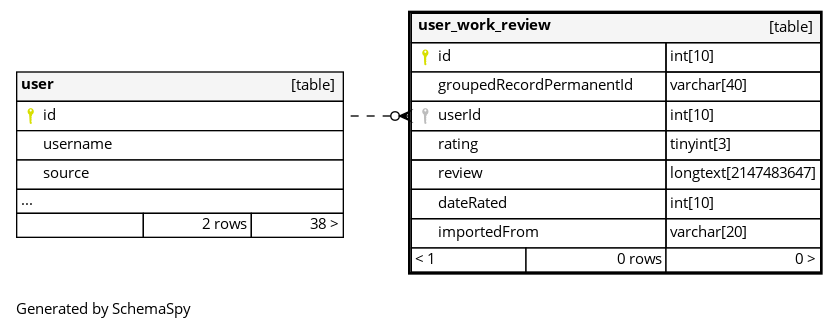 user [table]
id
username
source
...
2 rows 38 >
user_work_review [table]
id int[10]
groupedRecordPermanentId varchar[40]
userId int[10]
rating tinyint[3]
review longtext[2147483647]
dateRated int[10]
importedFrom varchar[20]
< 1 0 rows 0 >
Generated by SchemaSpy